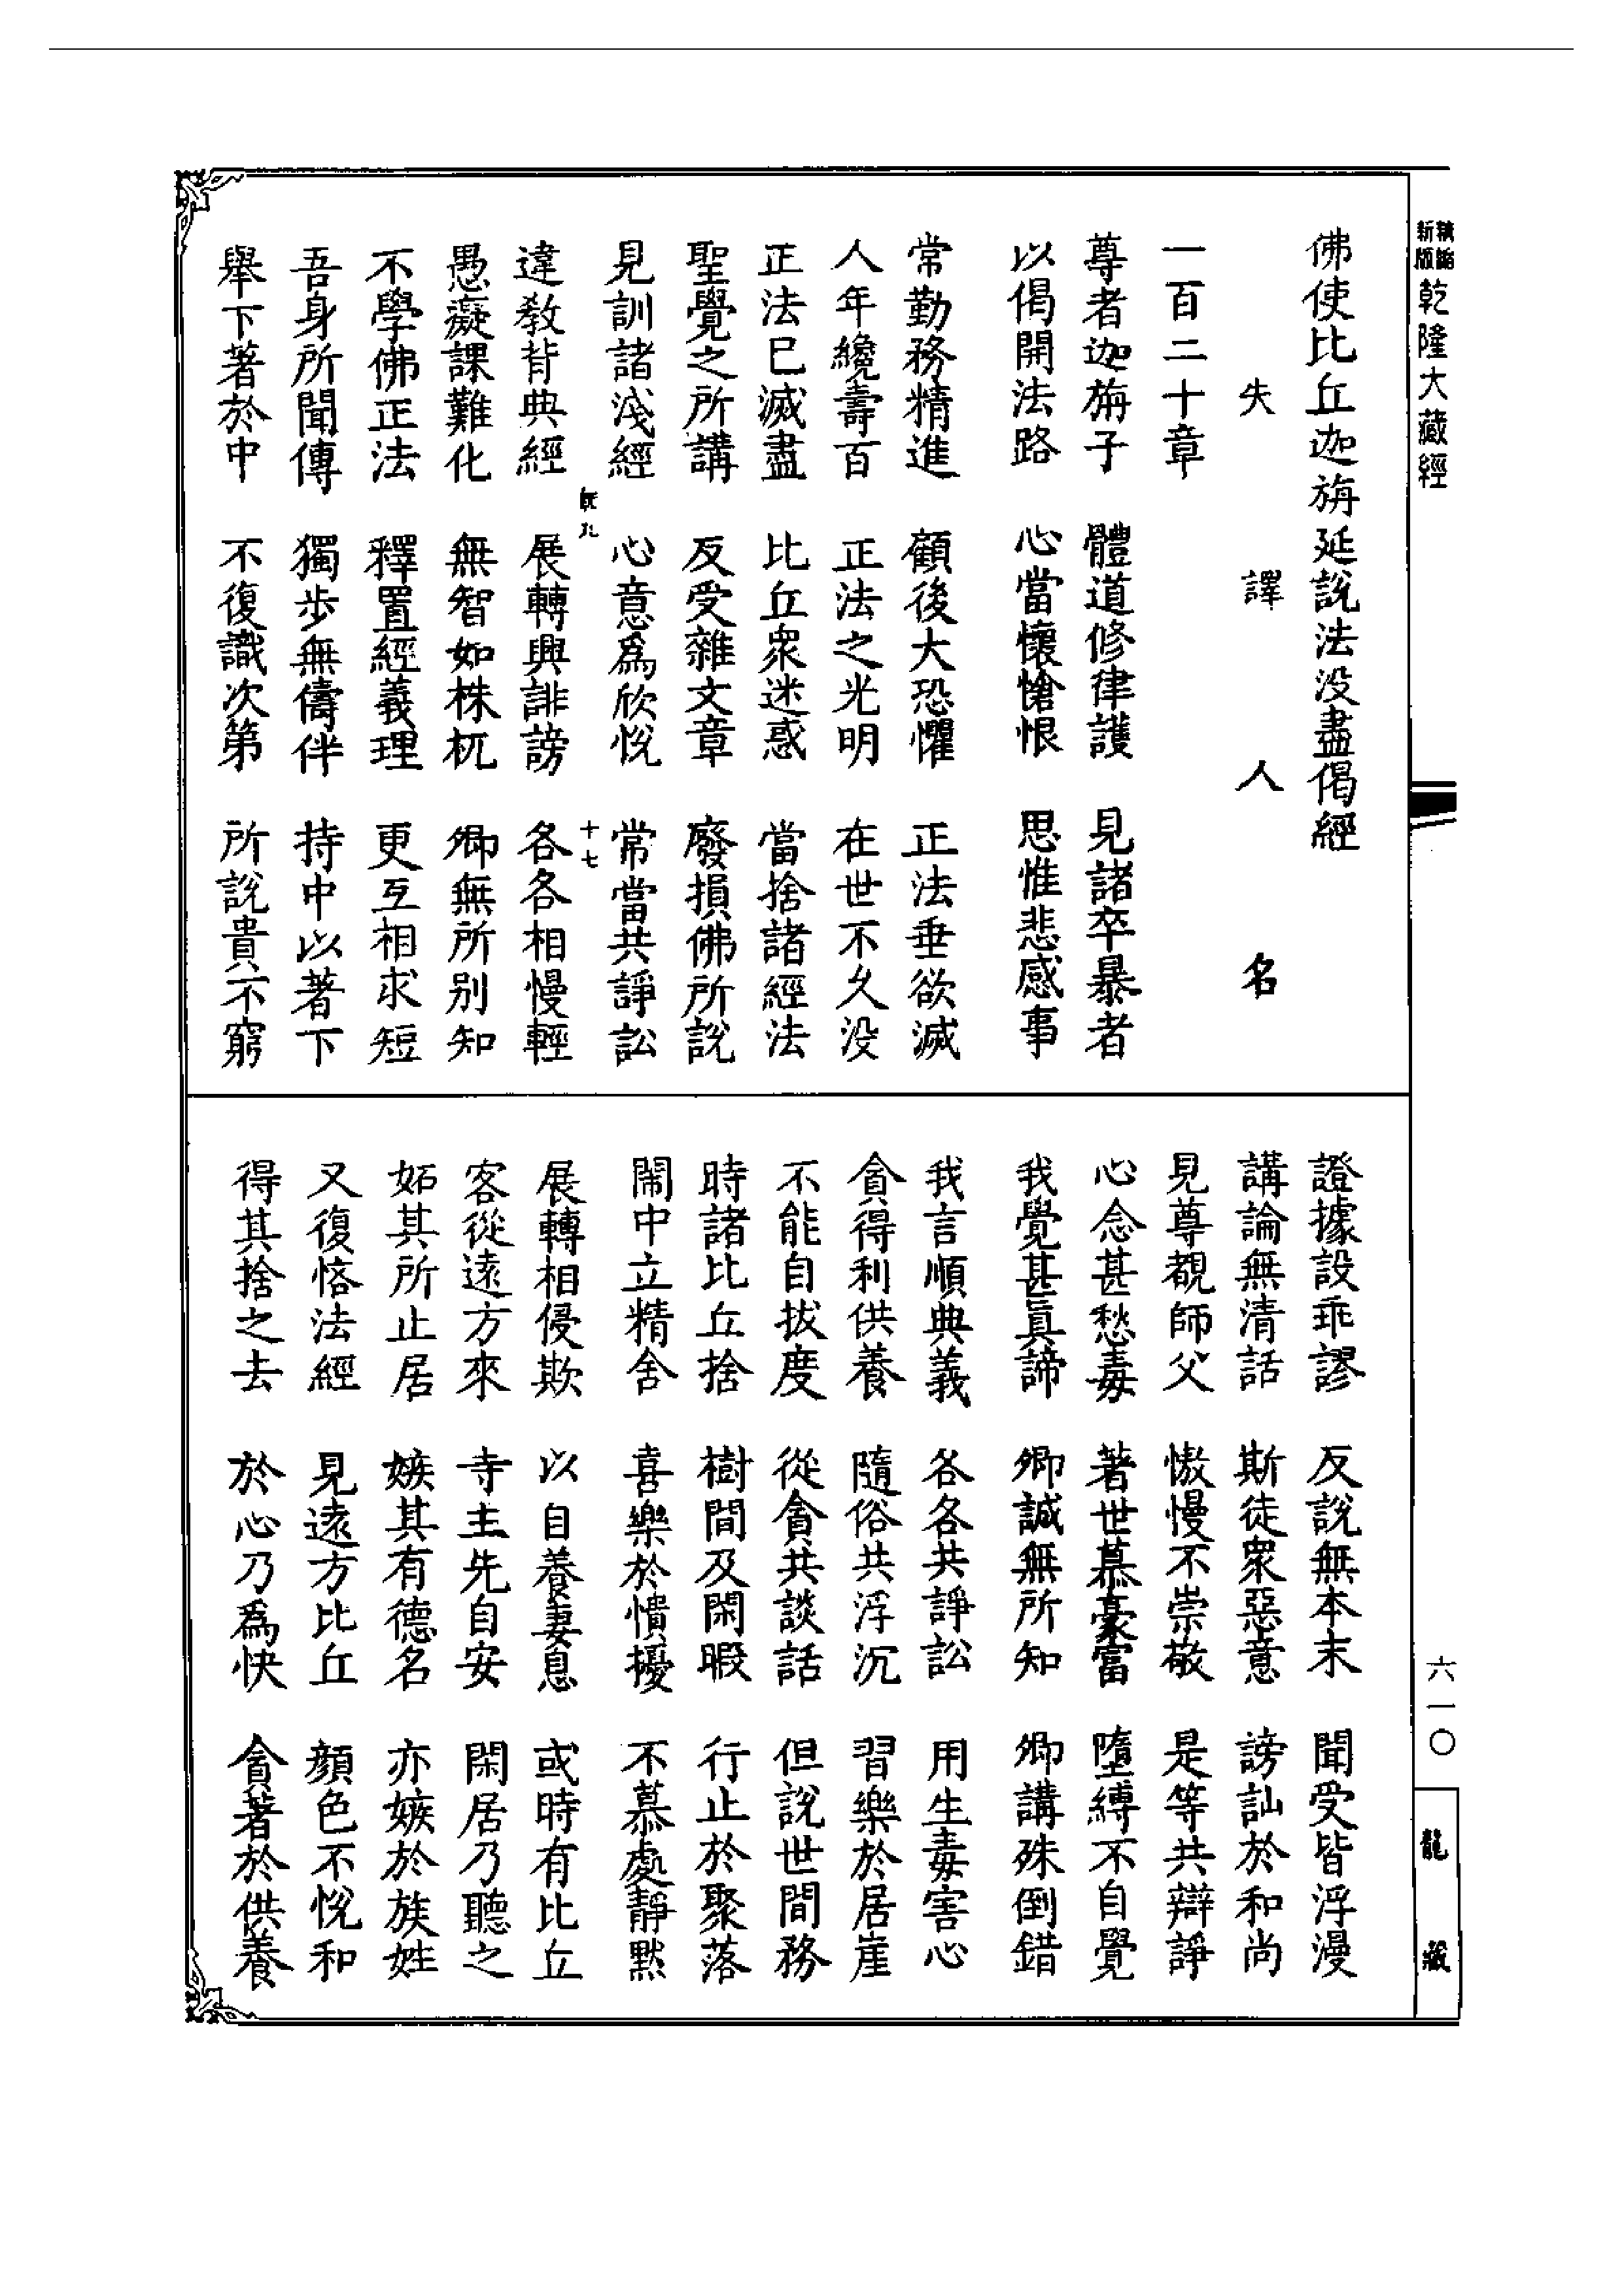 新版
乾隆大藏經
佛使比丘迦旃延說法没盡偈經
失譯人名
一百二十章
尊者迦旃子 體道修律護 見諸卒暴者
以偈開法路 心當懷愴恨 思惟悲感事
常勤務精進 顧後大恐懼 正法垂欲滅
人年纔壽百 正法之光明 在世不久没
正法已滅盡 比丘衆迷惑 當捨諸經法
聖覺之所講 反受雜文章 廢損佛所說
見訓諸浅經 心意爲欣悅 常當共諍訟
九 十七
違教背典經 展轉興誹謗 各各相慢輕
愚癡課難化 無智如株杌 卿無所別知
不學佛正法 釋置經義理 更互相求短
吾身所聞傳 獨步無儔伴 持中以著下
舉下著於中 不復識次第 所說貴不窮
證據設乖謬 反說無本末 聞受皆浮漫
講論無清話 斯徒衆惡意 謗訕於和尚
見尊覩師父 慠慢不崇敬 是等共辯諍
心念甚愁毒 著世慕豪富 墮縛不自覺
我覺甚真諦 卿誠無所知 卿講殊倒錯
我言順典義 各各共諍訟 用生毒害心
貪得利供養 隨俗共浮沉 習樂於居崖
不能自拔度 從貪共談話 但說世間務
時諸比丘捨 樹間及閑暇 行止於聚落
鬧中立精舍 喜樂於憒擾 不慕處靜默
展轉相侵欺 以自養妻息 或時有比丘
客從遠方來 寺主先自安 閑居乃聽之
妬其所止居 嫉其有德名 亦嫉於族姓
又復悋法經 見遠方比丘 顔色不悅和
得其捨之去 於心乃爲快 貪著於供養
六一〇
龍藏